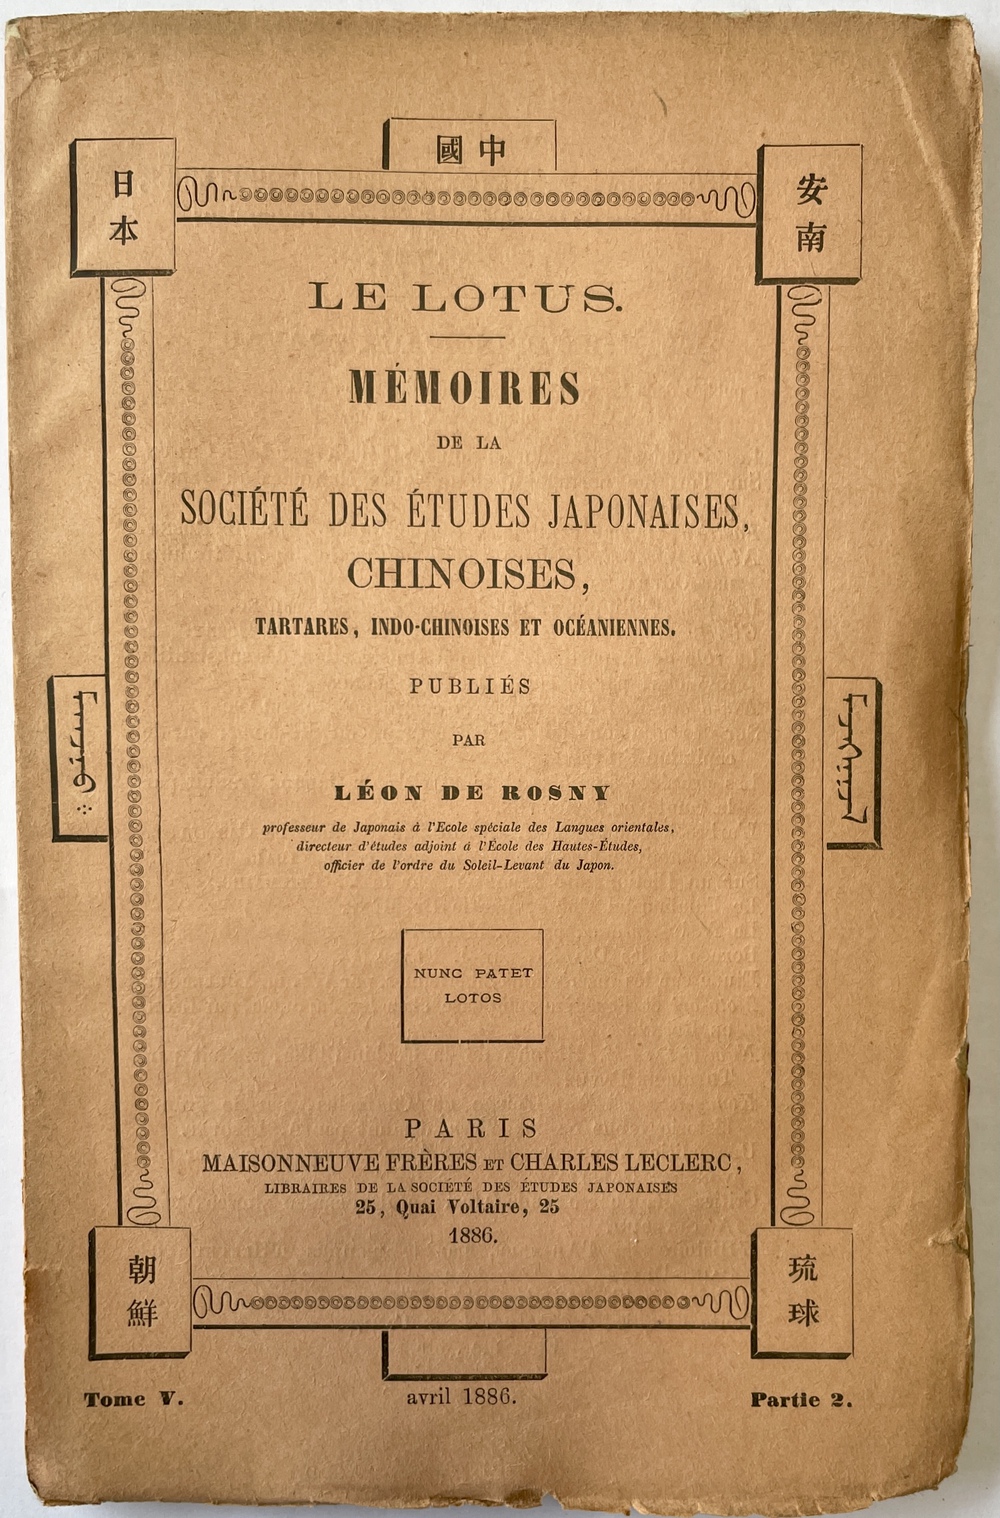 國中
日
本
安
南
LE LOTUS.
MÉMOIRES
DE LA
SOCIÉTÉ DES ÉTUDES JAPONAISES,
CHINOISES,
TARTARES, INDO-CHINOISES ET OCÉANIENNES.
PUBLIÉS
PAR
LÉON DE ROSNY
professeur de Japonais á l'Ecole spéciale des Langues orientales,
directeur d'études adjoint á l'École des Hautes-Études,
officier de l'ordre du Soleil-Levant du Japon.
NUNC PATET
LOTOS
PARIS
MAISONNEUVE FRÈRES ET CHARLES LECLERC,
LIBRAIRES DE LA SOCIÉTÉ DES ÉTUDES JAPONAISES
25, Quai Voltaire, 25
1886.
朝
鮮
琉
球
Tome V.
avril 1886.
Partie 2.